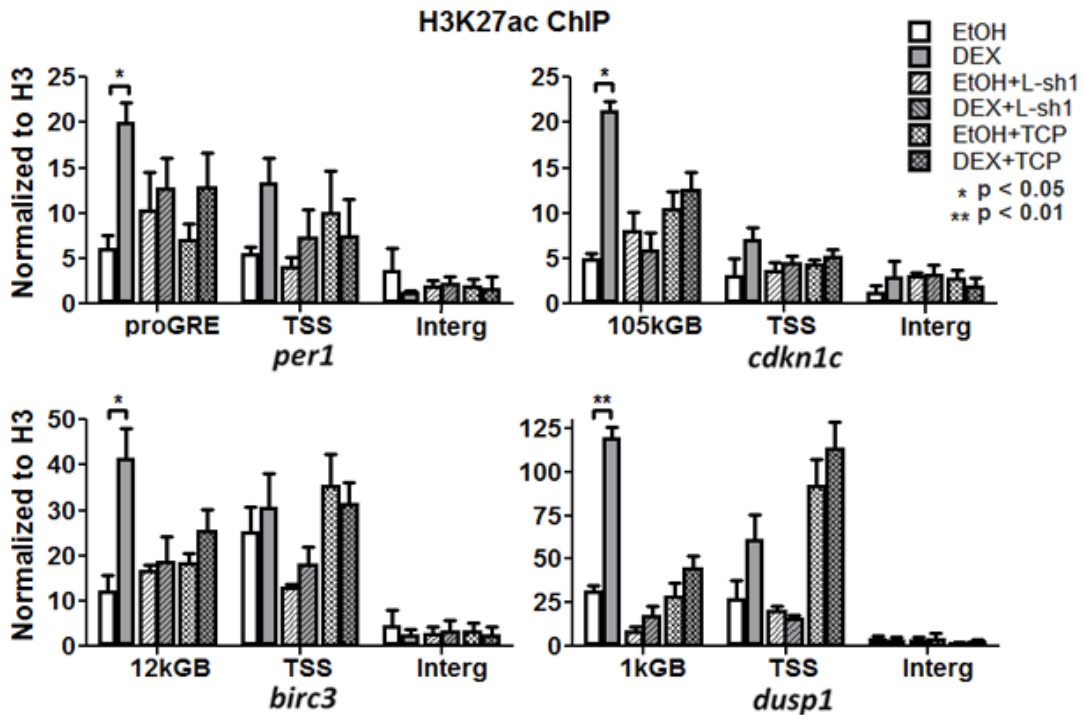 H3K27ac ChIP
EtOH
DEX
EtOH+L-sh1
DEX+L-sh1
EtOH+TCP
DEX+TCP
* p < 0.05
** p < 0.01
Normalized to H3
25
20
15
10
5
0
*
proGRE TSS Interg
per1
25
20
15
10
5
0
*
105kGB TSS Interg
cdkn1c
Normalized to H3
50
40
30
20
10
0
*
12kGB TSS Interg
birc3
125
100
75
50
25
0
**
1kGB TSS Interg
dusp1